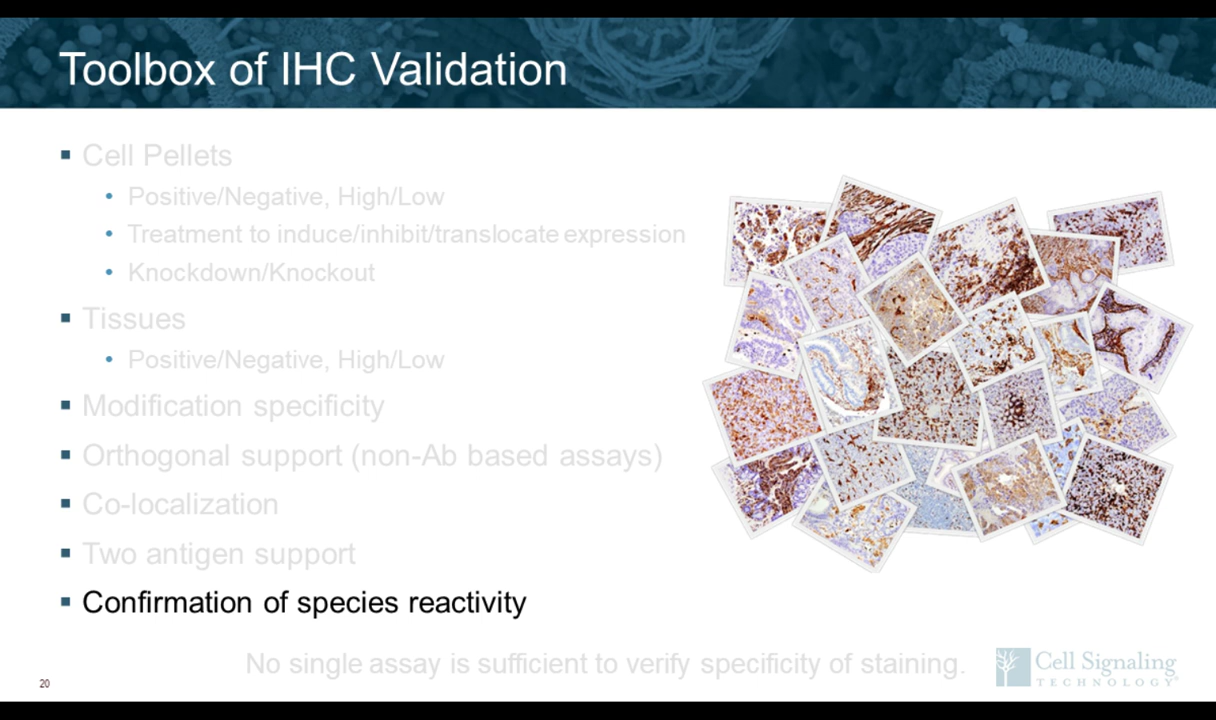 Toolbox of IHC Validation
Cell Pellets
Positive/Negative, High/Low
Treatment to induce/inhibit/translocate expression
Knockdown/Knockout
Tissues
Positive/Negative, High/Low
Modification specificity
Orthogonal support (non-Ab based assays)
Co-localization
Two antigen support
Confirmation of species reactivity
No single assay is sufficient to verify specificity of staining.
Cell Signaling
TECHNOLOGY®
20